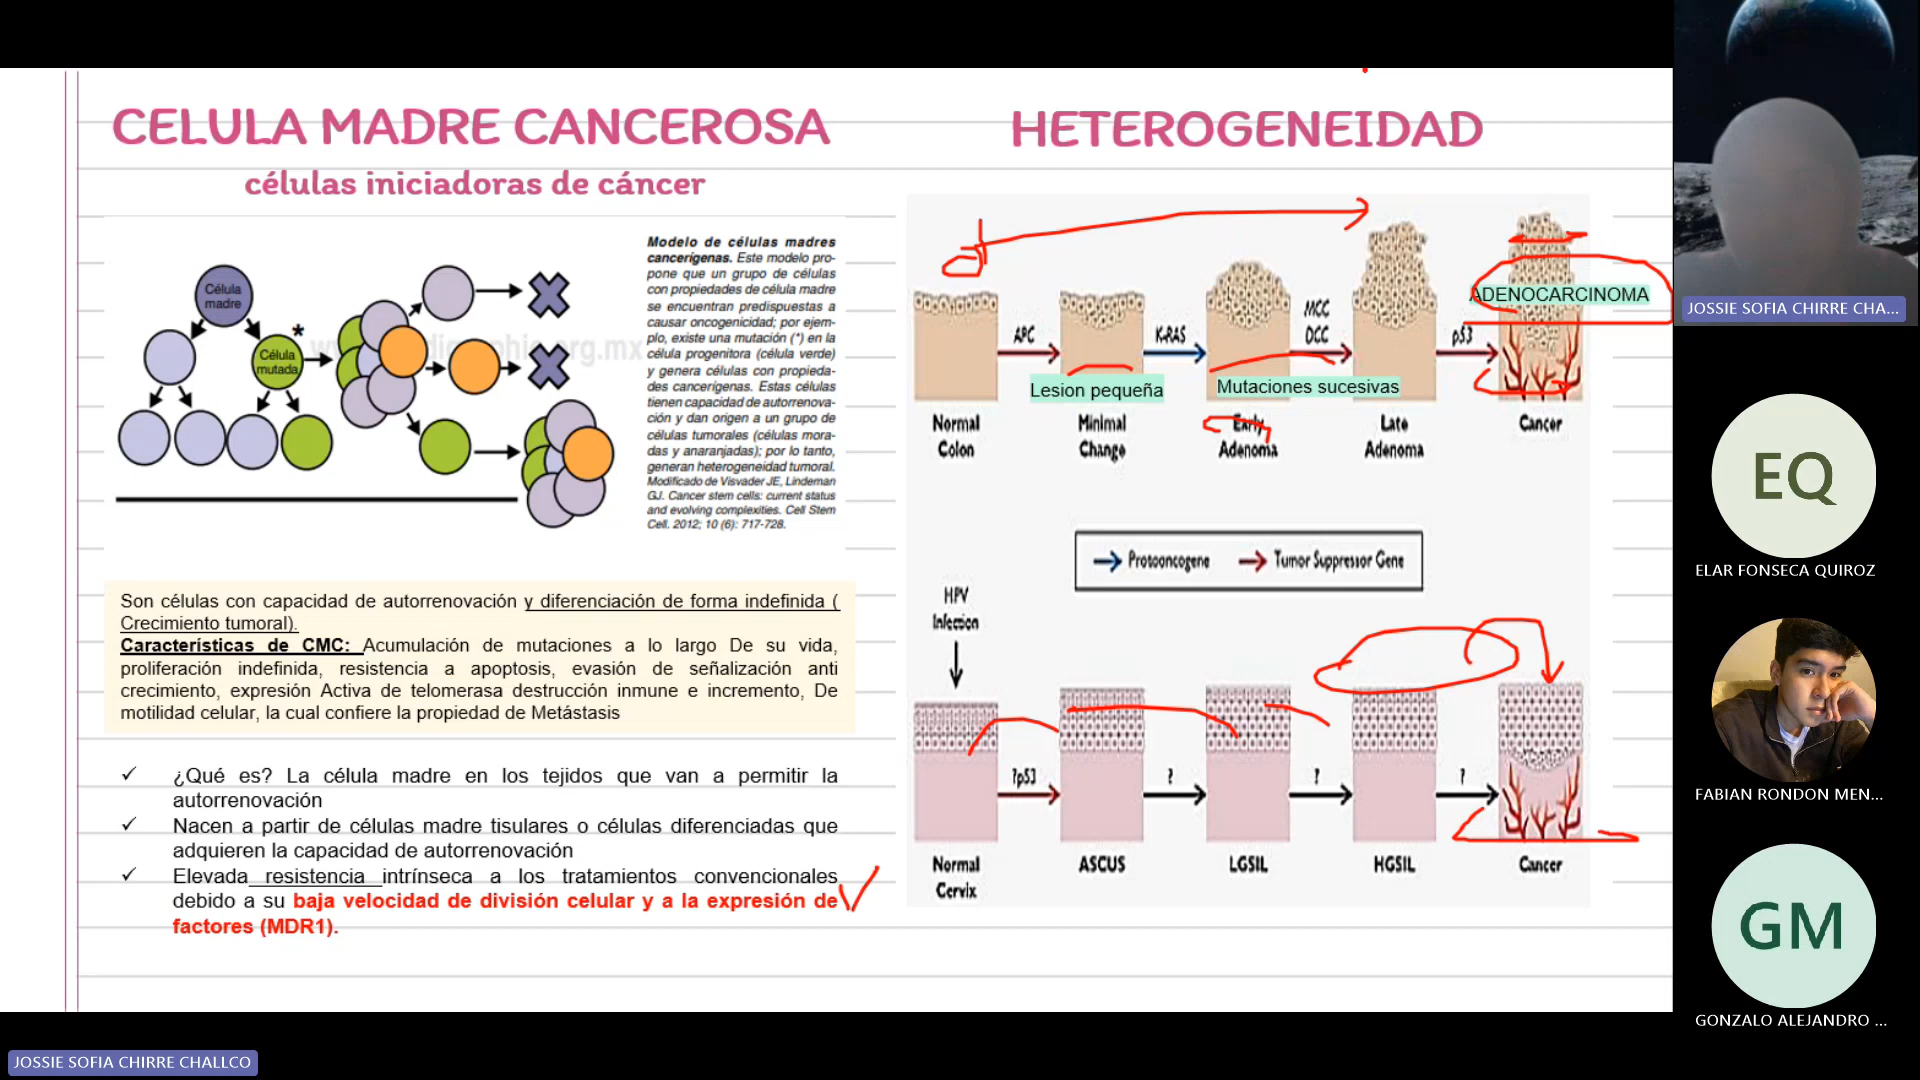 CELULA MADRE CANCEROSA
células iniciadoras de cáncer
Célula
madre
*
Célula
mutada
Modelo de células madres
cancerígenas. Este modelo pro-
pone que un grupo de células
con propiedades de célula madre
se encuentran predispuestas a
causar oncogenicidad; por ejem-
plo, existe una mutación (*) en la
célula progenitora (célula verde)
y genera células con propieda-
des cancerígenas. Estas células
tienen capacidad de autorrenova-
ción y dan origen a un grupo de
células tumorales (células mora-
das y anaranjadas); por lo tanto,
generan heterogeneidad tumoral.
Modificado de Visvader JE, Lindeman
GJ. Cancer stem cells: current status
and evolving complexities. Cell Stem
Cell. 2012; 10 (6): 717-728.
Son células con capacidad de autorrenovación y diferenciación de forma indefinida (
Crecimiento tumoral).
Características de CMC: Acumulación de mutaciones a lo largo De su vida,
proliferación indefinida, resistencia a apoptosis, evasión de señalización anti
crecimiento, expresión Activa de telomerasa destrucción inmune e incremento, De
motilidad celular, la cual confiere la propiedad de Metástasis
✓ ¿Qué es? La célula madre en los tejidos que van a permitir la
autorrenovación
✓ Nacen a partir de células madre tisulares o células diferenciadas que
adquieren la capacidad de autorrenovación
✓ Elevada resistencia intrínseca a los tratamientos convencionales
debido a su baja velocidad de división celular y a la expresión de
factores (MDR1).
HETEROGENEIDAD
APC
K-RAS
MCC
DCC
p53
ADENOCARCINOMA
Lesion pequeña
Mutaciones sucesivas
Normal
Colon
Minimal
Change
Early
Adenoma
Late
Adenoma
Cancer
Protooncogene
Tumor Suppressor Gene
HPV
Infection
?p53
?
?
?
Normal
Cervix
ASCUS
LGSIL
HGSIL
Cancer
JOSSIE SOFIA CHIRRE CHA...
EQ
ELAR FONSECA QUIROZ
FABIAN RONDON MEN...
GM
GONZALO ALEJANDRO ...
JOSSIE SOFIA CHIRRE CHALLCO